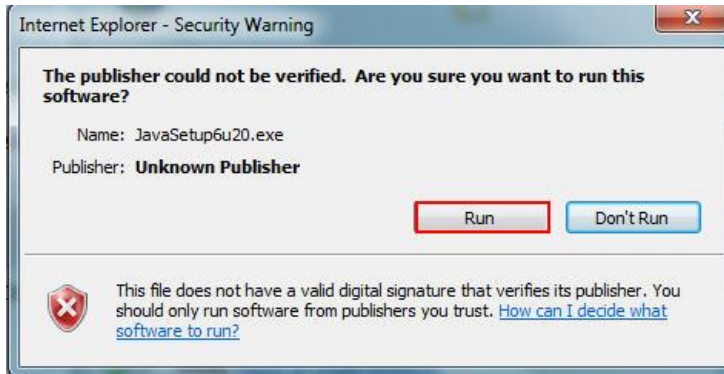 Internet Explorer - Security Warning
The publisher could not be verified. Are you sure you want to run this
software?
Name: JavaSetup6u20.exe
Publisher: Unknown Publisher
Run Don't Run
This file does not have a valid digital signature that verifies its publisher. You
should only run software from publishers you trust. How can I decide what
software to run?